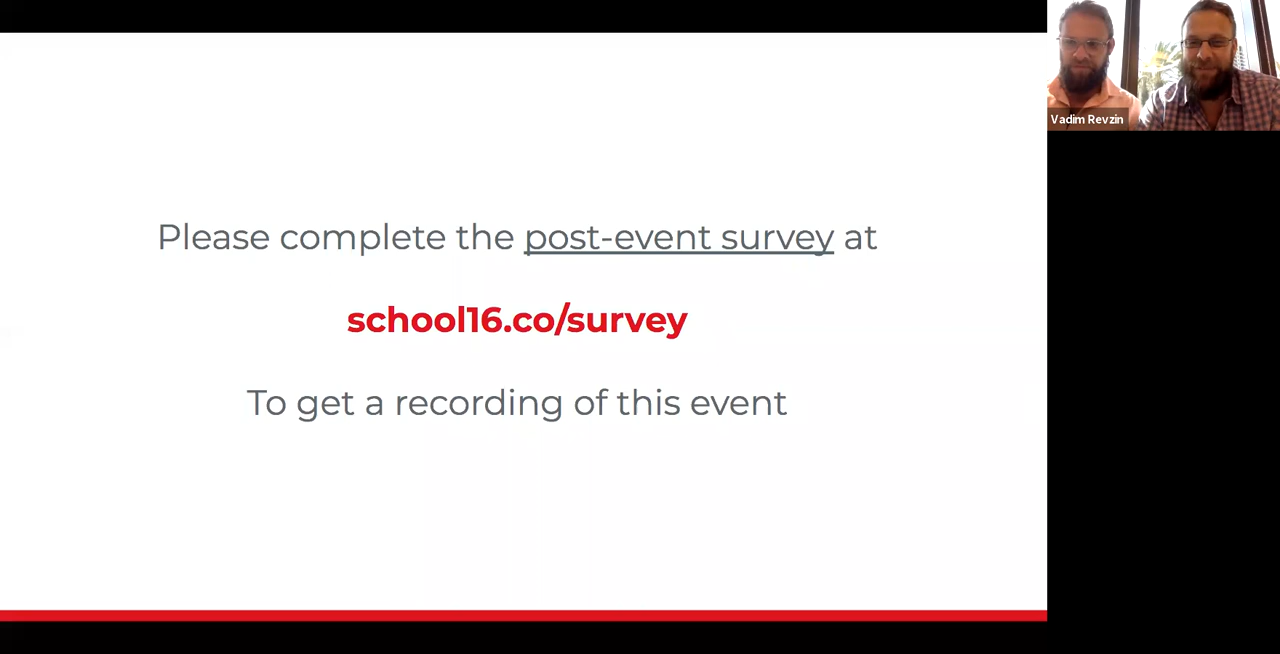 Please complete the post-event survey at
school16.co/survey
To get a recording of this event
Vadim Revzin